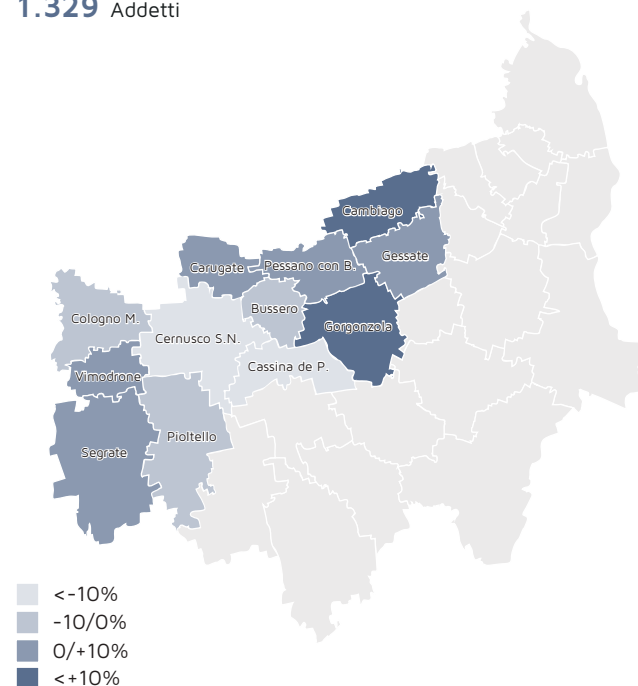 1.329 Addetti
Cambiago
Gessate
Carugate
Pessano con B.
Bussero
Gorgonzola
Cologno M.
Cernusco S.N.
Cassina de P.
Vimodrone
Pioltello
Segrate
<-10%
-10/0%
0/+10%
<+10%